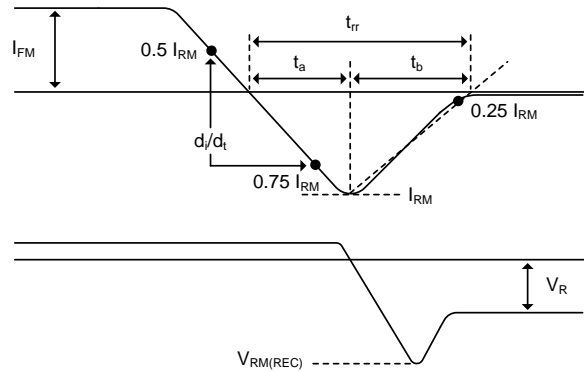 I_FM
0.5 I_RM
t_rr
t_a
t_b
0.25 I_RM
d_i/d_t
0.75 I_RM
I_RM
V_R
V_RM(REC)